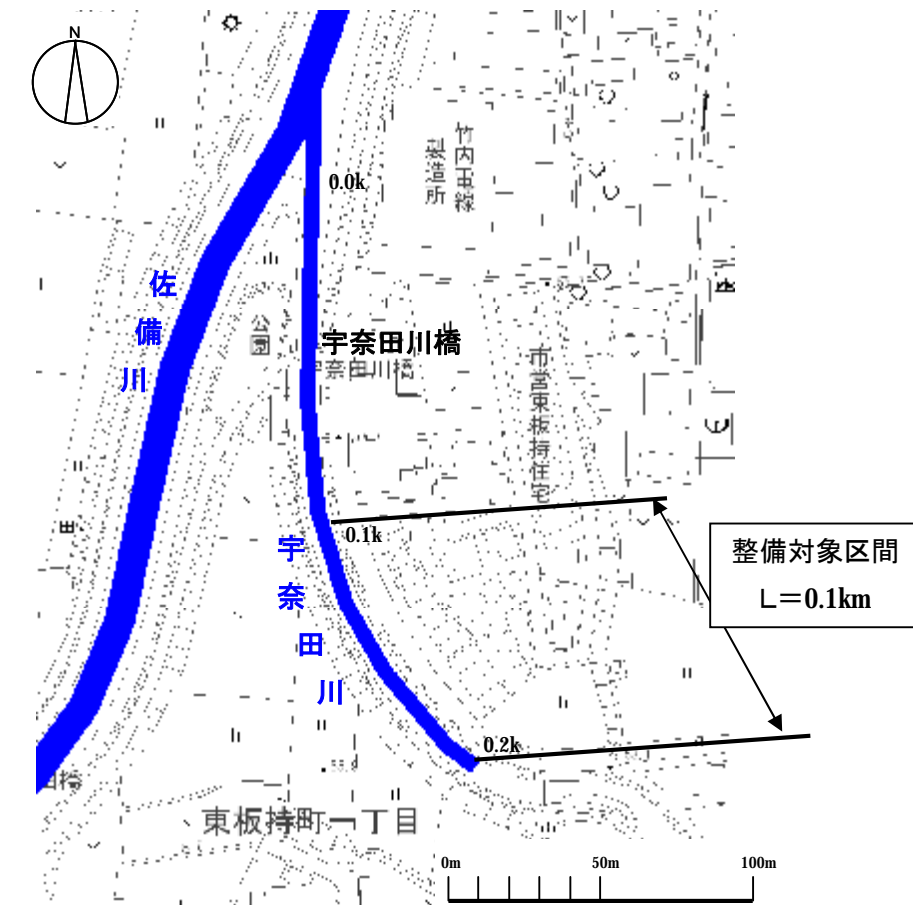 N
0.0k
竹内亜線
製造所
佐備川
公園
宇奈田川橋
宇奈田川橋
市営東板持住宅
0.1k
整備対象区間
L=0.1km
宇奈田川
0.2k
東板持町一丁目
0m 50m 100m